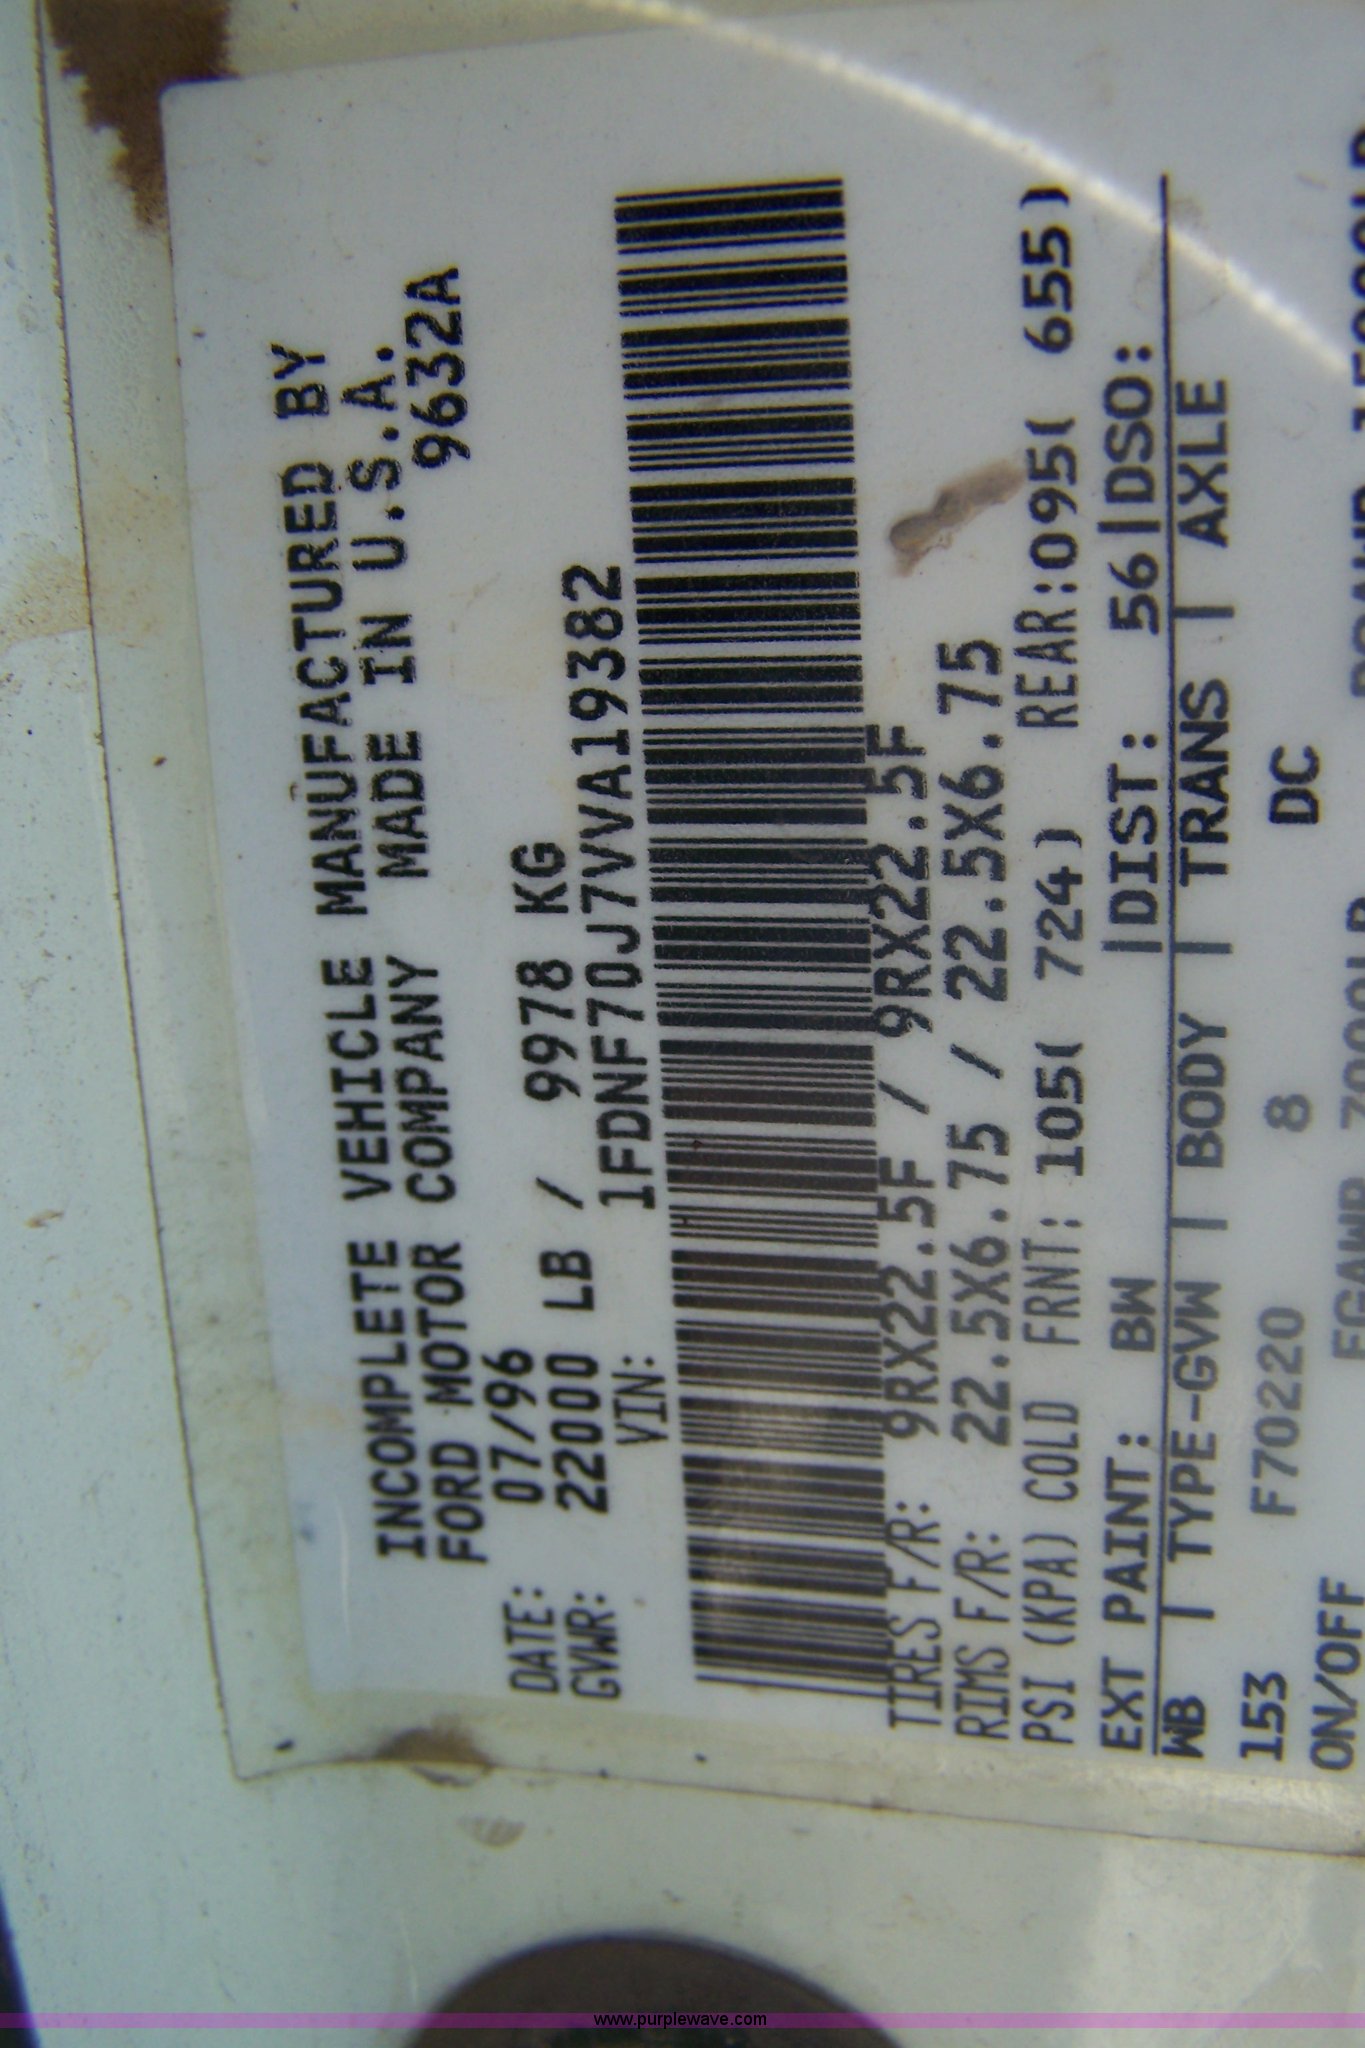 INCOMPLETE VEHICLE MANUFACTURED BY
FORD MOTOR COMPANY MADE IN U.S.A.
9632A
DATE: 07/96
GVWR: 22000 LB / 9978 KG
VIN: 1FDNF70J7VVA19382
TIRES F/R: 9RX22.5F / 9RX22.5F
RIMS F/R: 22.5X6.75 / 22.5X6.75
PSI (KPA) COLD FRNT: 105( 724) REAR:095( 655)
EXT PAINT: BW |DIST: 56|DSO:
WB | TYPE-GVW | BODY | TRANS | AXLE
153 F70220 8 DC
ON/OFF
www.purplewave.com